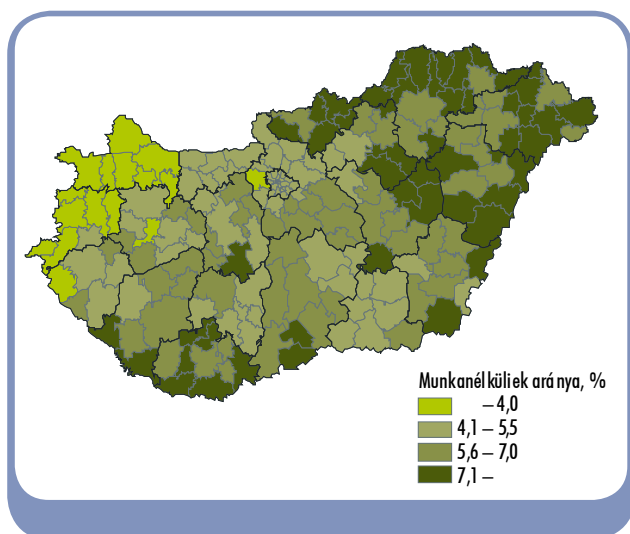 Munkanélküliek aránya, %
– 4,0
4,1 – 5,5
5,6 – 7,0
7,1 –